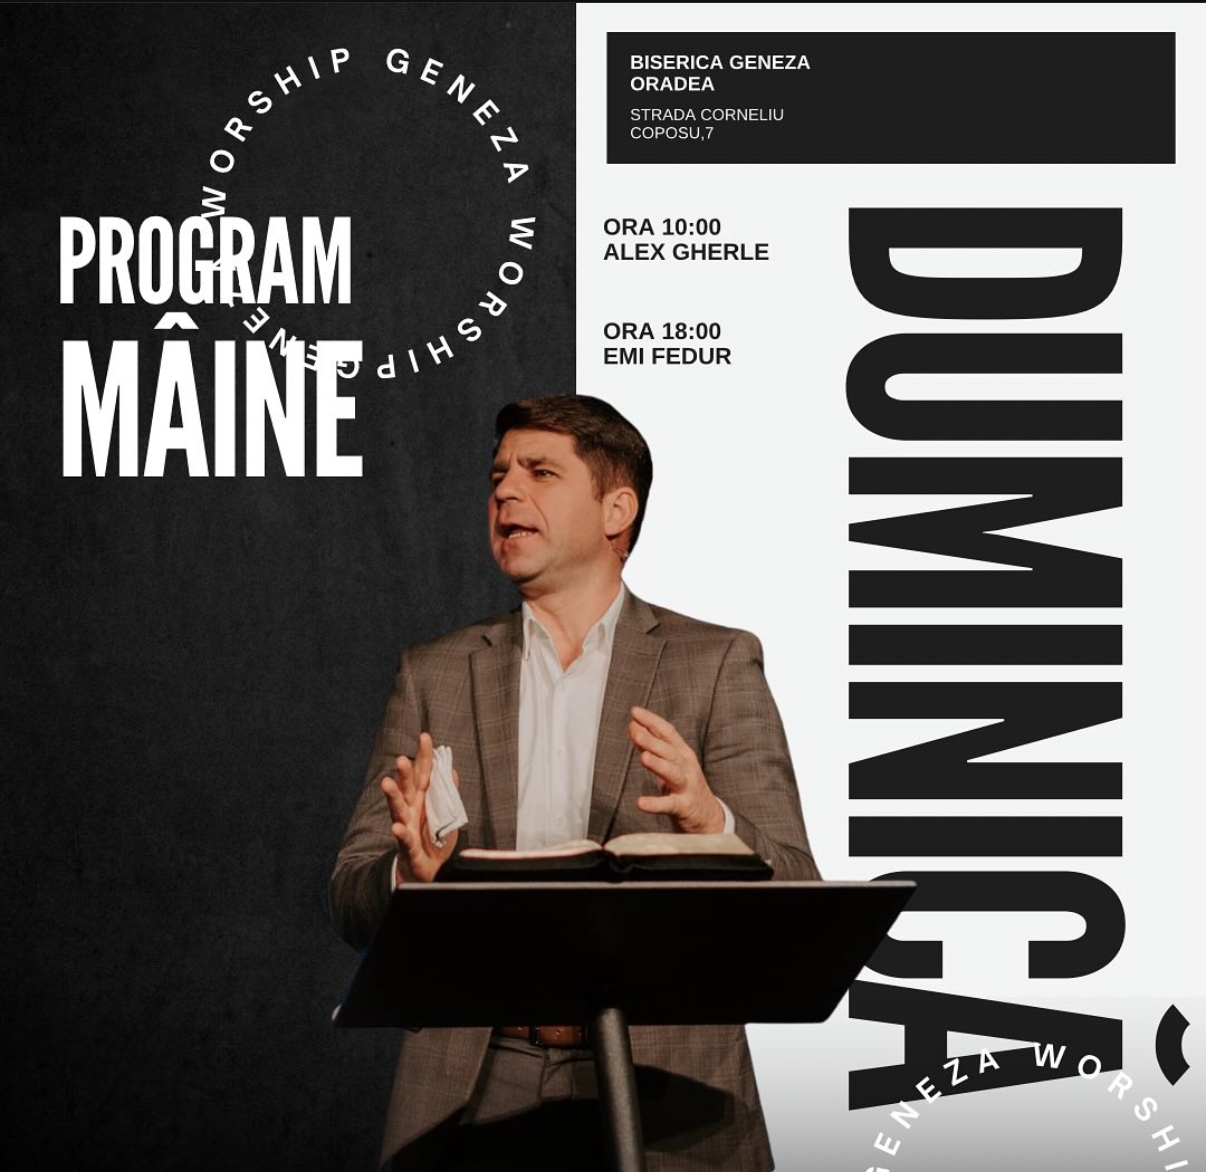 WORSHIP GENEZA WORSHIP GENEZA
PROGRAM
MÂINE
BISERICA GENEZA
ORADEA
STRADA CORNELIU
COPOSU,7
ORA 10:00
ALEX GHERLE
ORA 18:00
EMI FEDUR
DUMINICĂ
GENEZA WORSHI